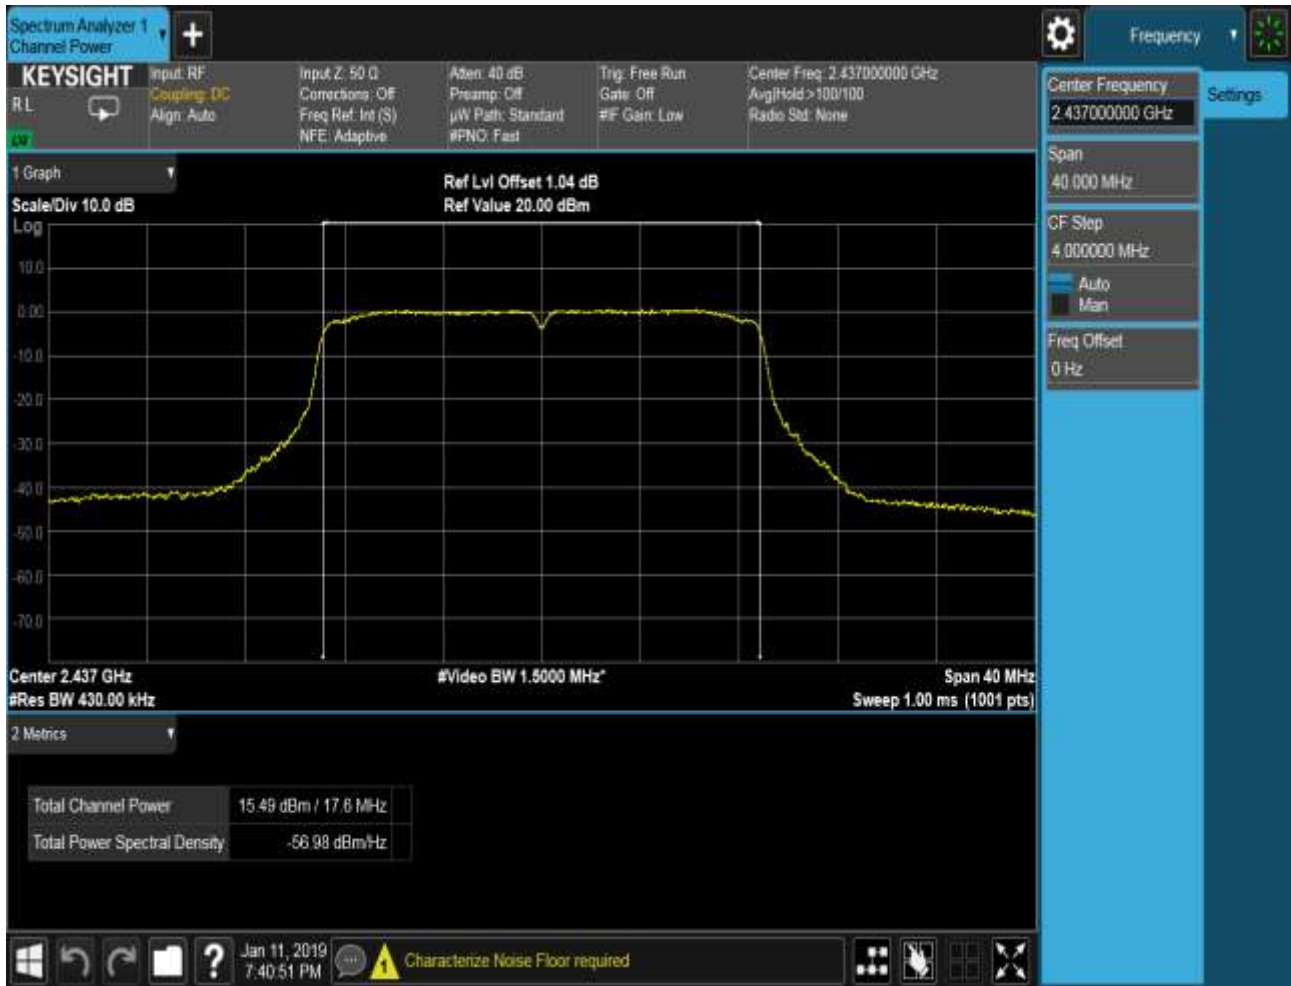 Spectrum Analyzer 1
Channel Power
Frequency
KEYSIGHT
R L
Input: RF
Coupling: DC
Align: Auto
Input Z: 50 Ω
Corrections: Off
Freq Ref: Int (S)
NFE: Adaptive
Atten: 40 dB
Preamp: Off
µW Path: Standard
#PNO: Fast
Trig: Free Run
Gate: Off
#IF Gain: Low
Center Freq: 2.437000000 GHz
Avg|Hold:>100/100
Radio Std: None
Center Frequency
2.437000000 GHz
Settings
Span
40.000 MHz
CF Step
4.000000 MHz
Auto
Man
Freq Offset
0 Hz
1 Graph
Scale/Div 10.0 dB
Ref Lvl Offset 1.04 dB
Ref Value 20.00 dBm
Log
10.0
0.00
-10.0
-20.0
-30.0
-40.0
-50.0
-60.0
-70.0
Center 2.437 GHz
#Video BW 1.5000 MHz*
Span 40 MHz
#Res BW 430.00 kHz
Sweep 1.00 ms (1001 pts)
2 Metrics
Total Channel Power 15.49 dBm / 17.6 MHz
Total Power Spectral Density -56.98 dBm/Hz
?
Jan 11, 2019
7:40:51 PM
1
Characterize Noise Floor required